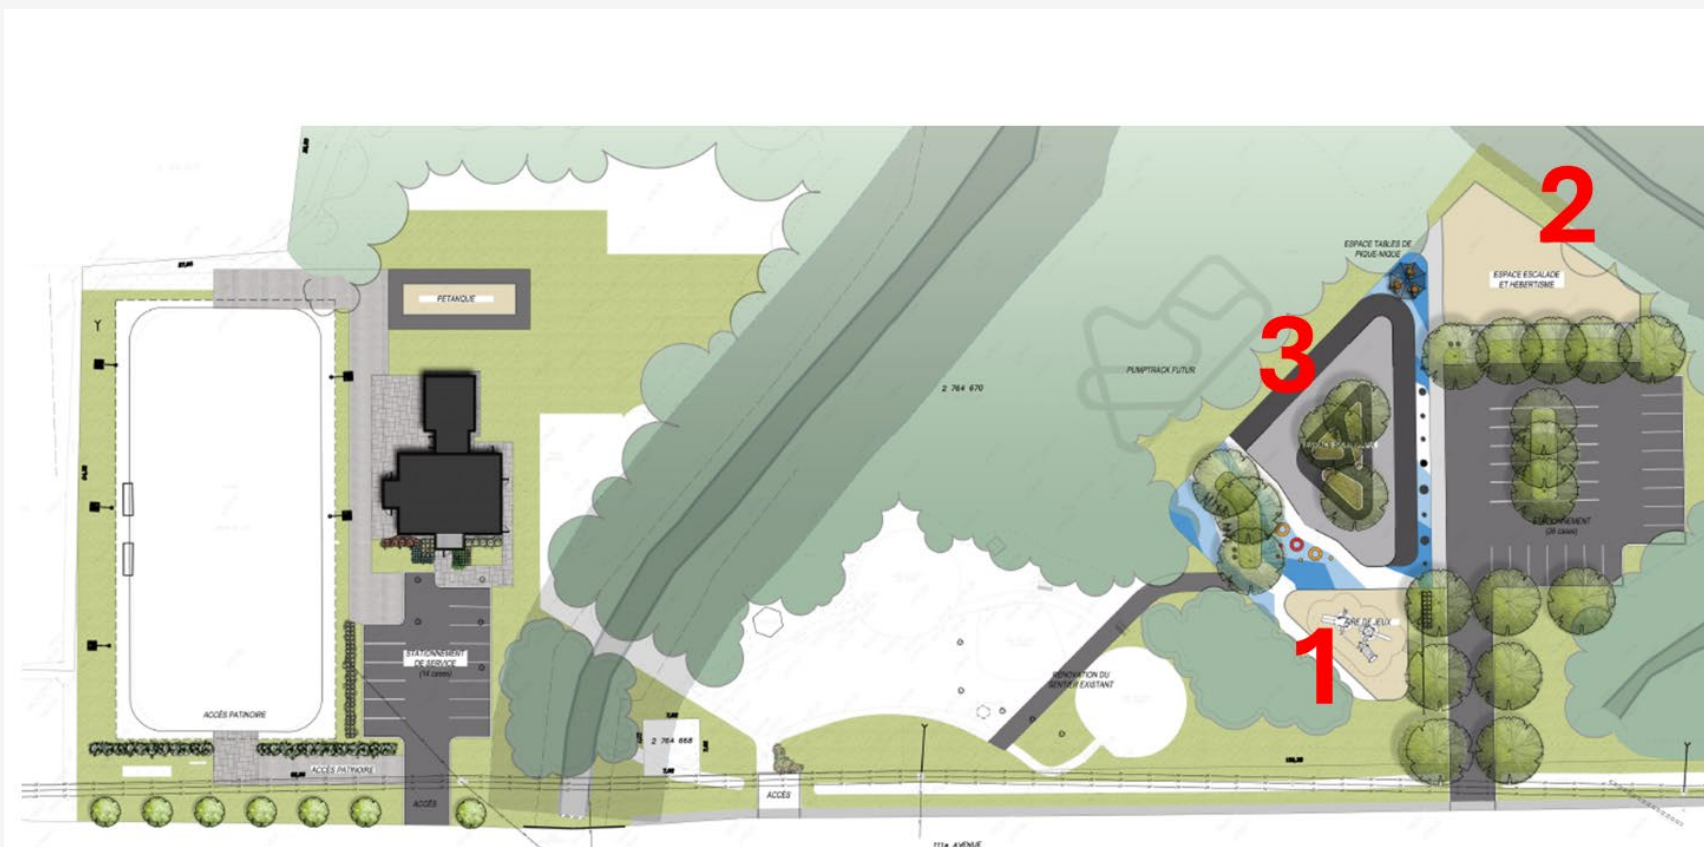 2
ESPACE TABLES DE
PIQUE-NIQUE
ESPACE ESCALADE
ET HÉBERTISME
PETANQUE
3
PUMPTRACK FUTUR
2 764 670
STATIONNEMENT
(26 cases)
AIRE DE JEUX
1
STATIONNEMENT
DE SERVICE
(14 cases)
RÉNOVATION DU
SENTIER EXISTANT
ACCÈS PATINOIRE
2 764 668
ACCÈS PATINOIRE
ACCÈS
ACCÈS
111e AVENUE